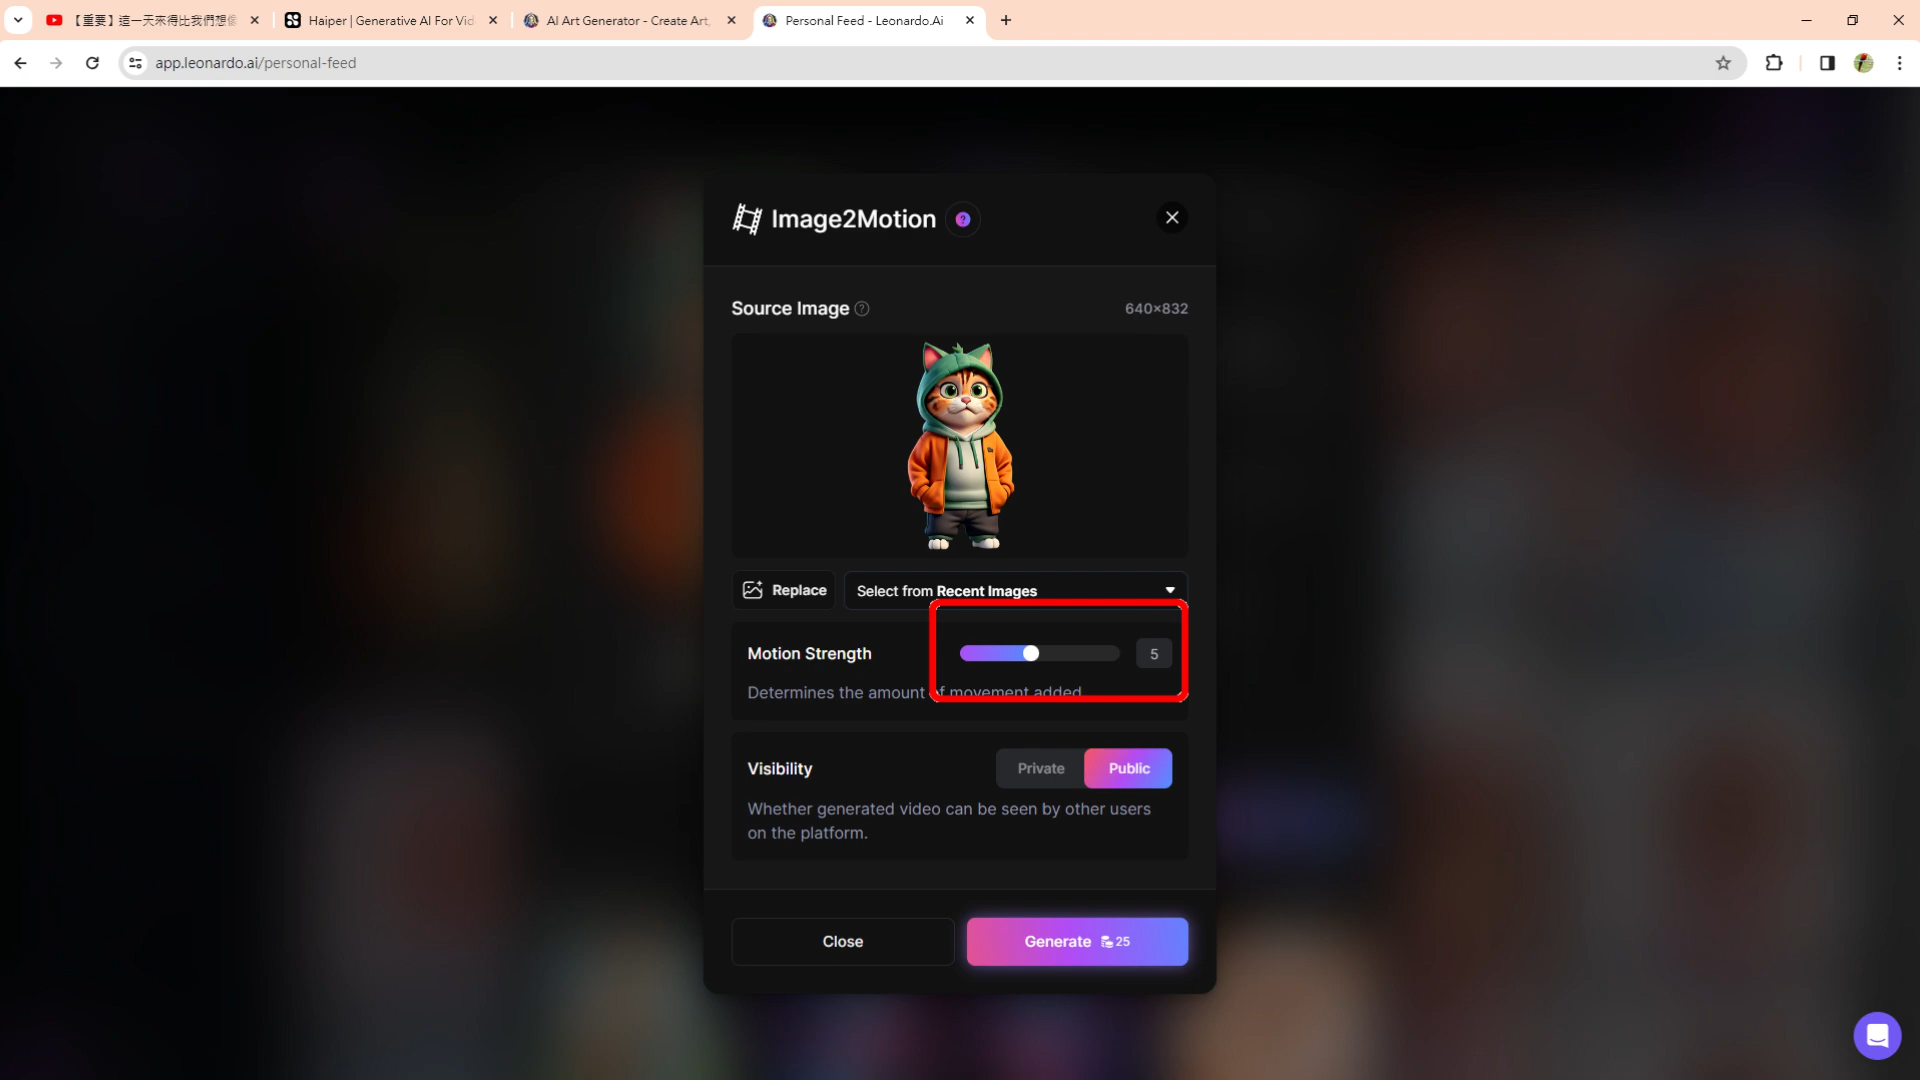 【重要】這一天來得比我們想
Haiper | Generative AI For Vid
AI Art Generator - Create Art,
Personal Feed - Leonardo.Ai
app.leonardo.ai/personal-feed
Image2Motion
?
Source Image ?
640×832
Replace
Select from Recent Images
Motion Strength
5
Determines the amount of movement added
Visibility
Private
Public
Whether generated video can be seen by other users
on the platform.
Close
Generate 25